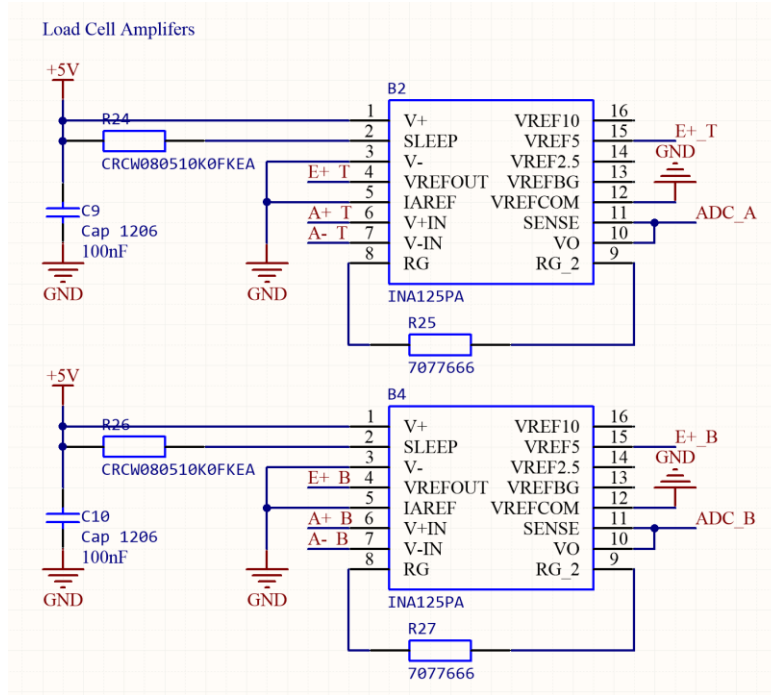 Load Cell Amplifers
+5V
B2
R24
CRCW080510K0FKEA
C9
Cap 1206
100nF
GND
GND
1 V+ VREF10 16
2 SLEEP VREF5 15 E+_T
3 V- VREF2.5 14 GND
E+_T 4 VREFOUT VREFBG 13
5 IAREF VREFCOM 12
A+_T 6 V+IN SENSE 11 ADC_A
A-_T 7 V-IN VO 10
8 RG RG_2 9
INA125PA
R25
7077666
+5V
B4
R26
CRCW080510K0FKEA
C10
Cap 1206
100nF
GND
GND
1 V+ VREF10 16
2 SLEEP VREF5 15 E+_B
3 V- VREF2.5 14 GND
E+_B 4 VREFOUT VREFBG 13
5 IAREF VREFCOM 12
A+_B 6 V+IN SENSE 11 ADC_B
A-_B 7 V-IN VO 10
8 RG RG_2 9
INA125PA
R27
7077666